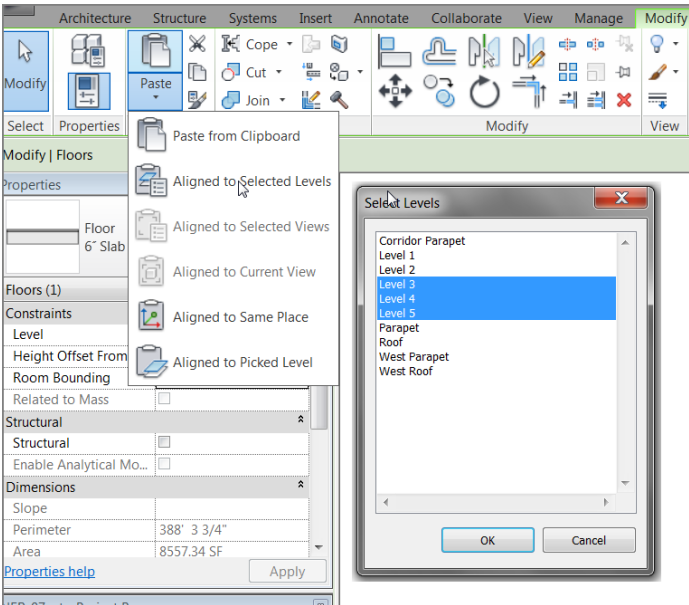 Architecture Structure Systems Insert Annotate Collaborate View Manage Modify
Modify
Paste
Cope
Cut
Join
Select Properties Modify View
Modify | Floors
Paste from Clipboard
Aligned to Selected Levels
Aligned to Selected Views
Aligned to Current View
Aligned to Same Place
Aligned to Picked Level
Properties
Floor
6" Slab
Floors (1)
Constraints
Level
Height Offset From
Room Bounding
Related to Mass
Structural
Structural
Enable Analytical Mo...
Dimensions
Slope
Perimeter 388' 3 3/4"
Area 8557.34 SF
Properties help Apply
Select Levels
Corridor Parapet
Level 1
Level 2
Level 3
Level 4
Level 5
Parapet
Roof
West Parapet
West Roof
OK Cancel